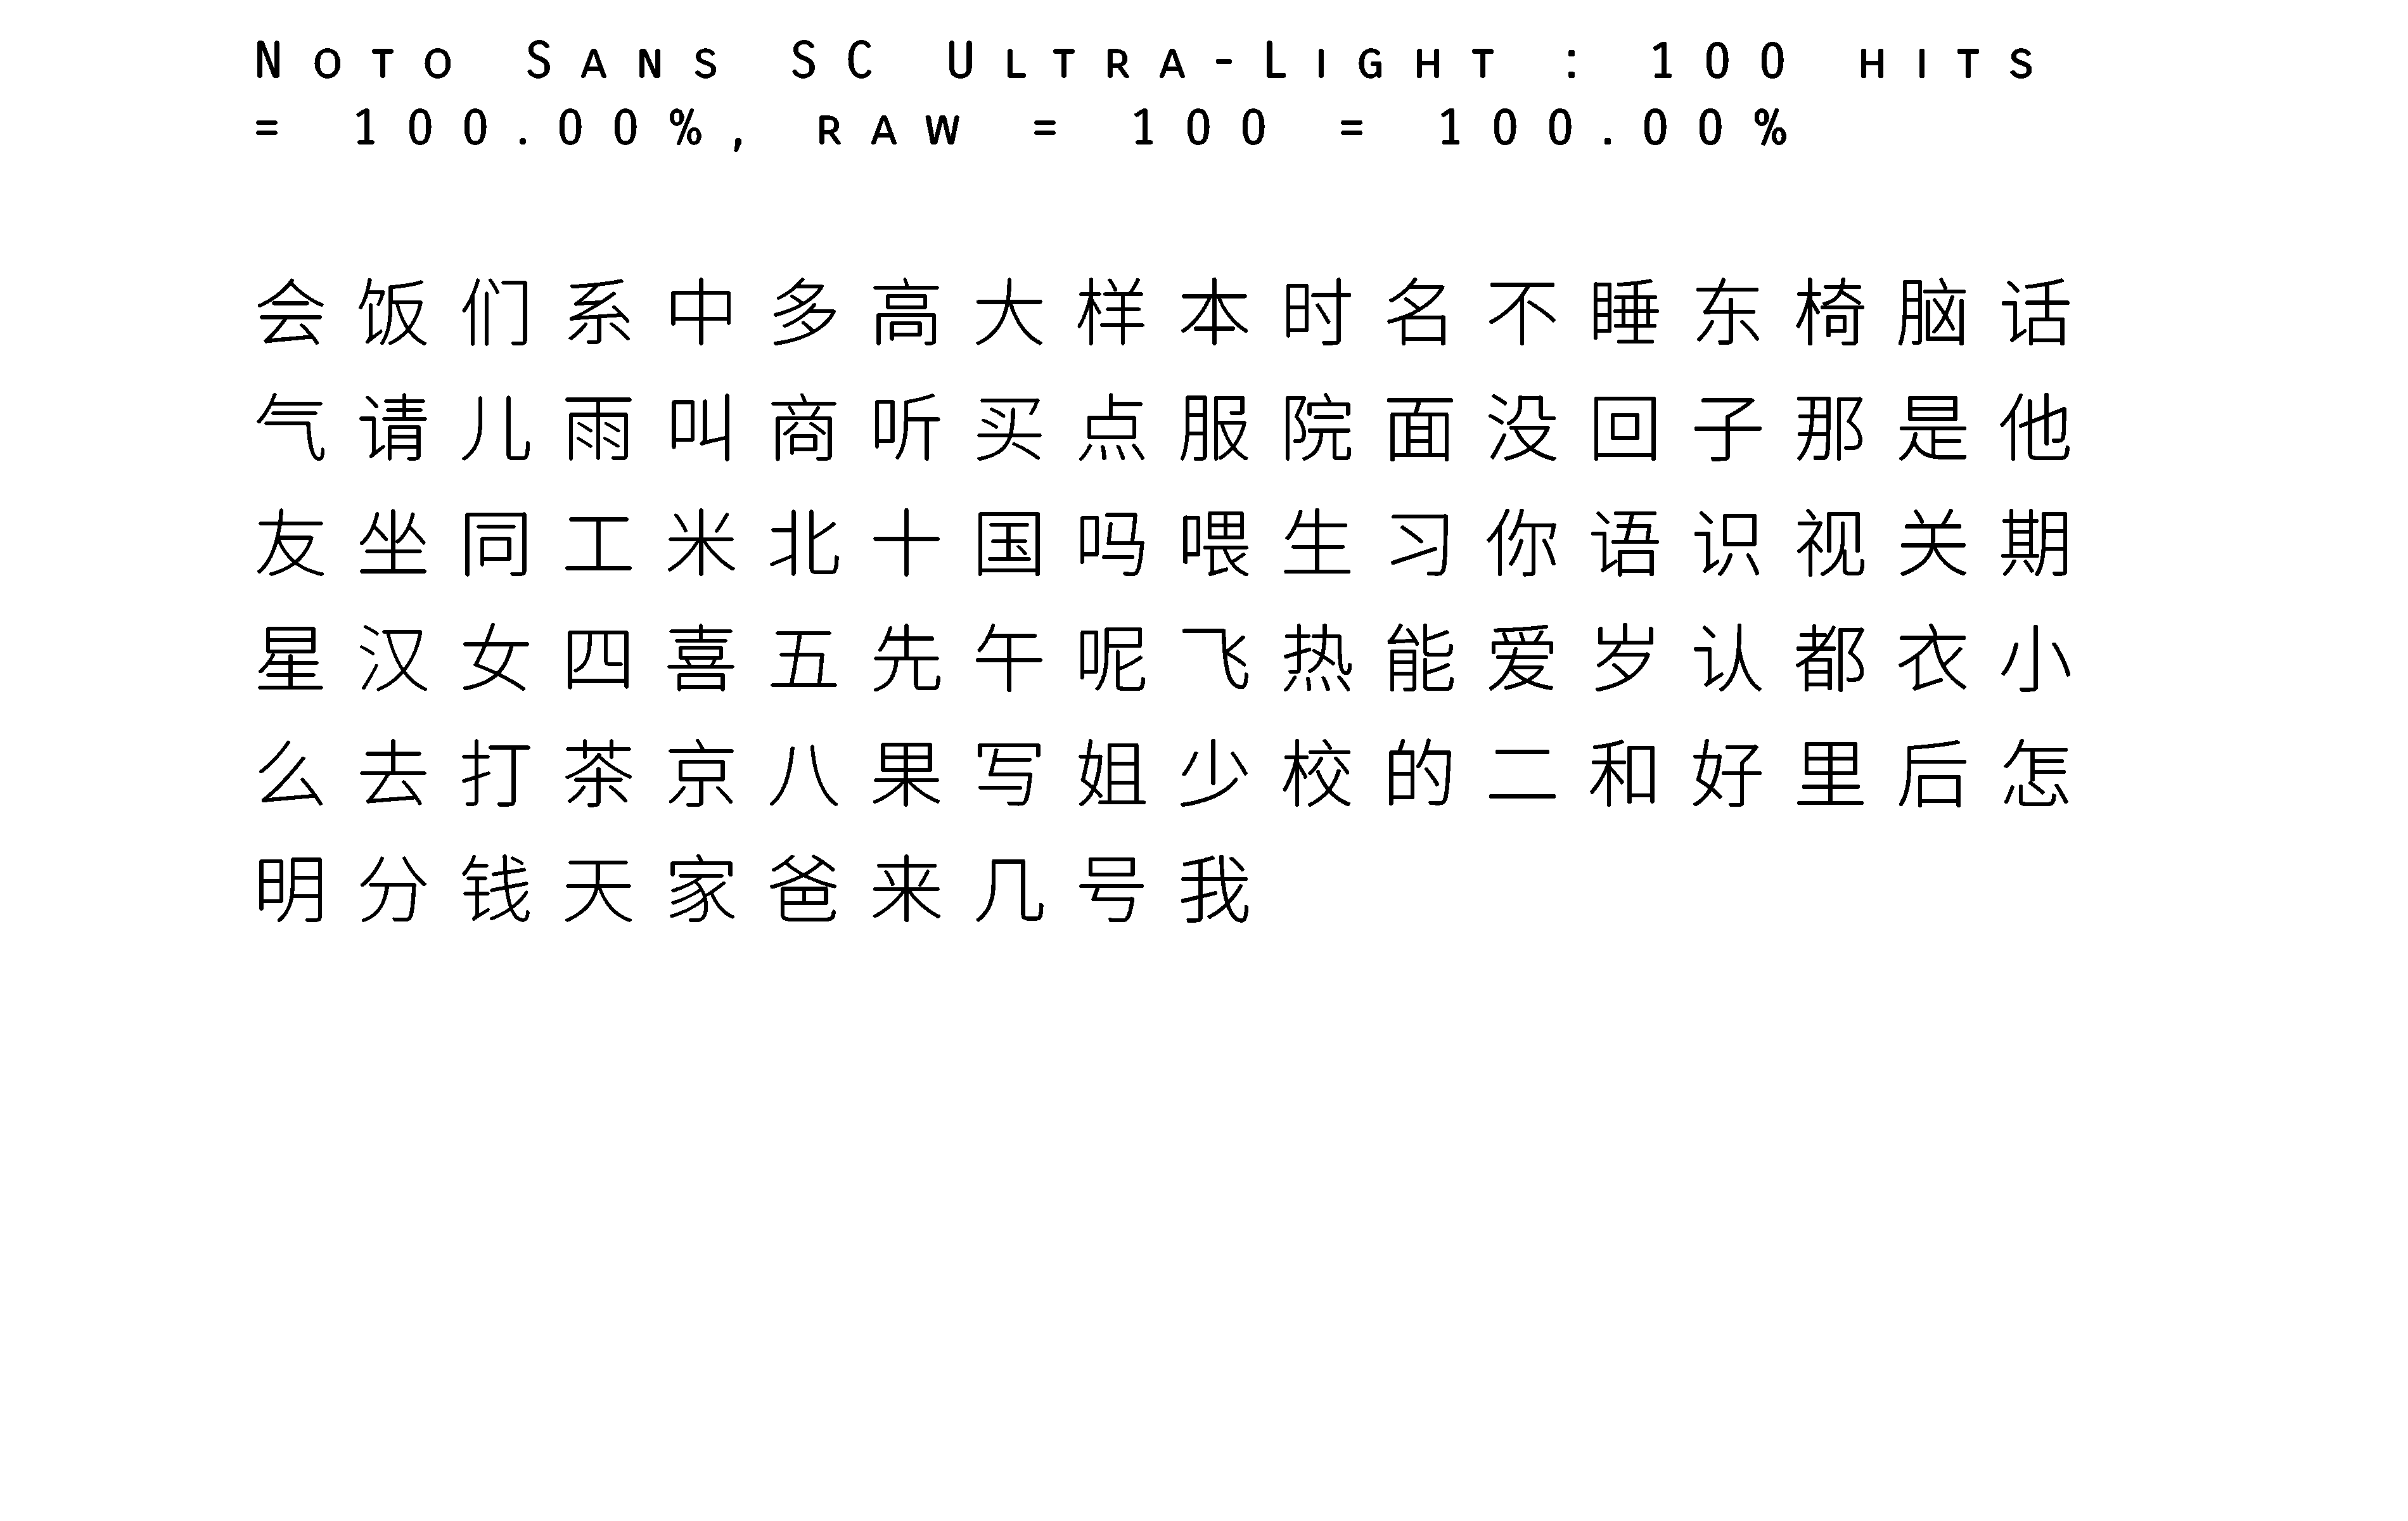 Noto Sans SC Ultra-Light : 100 hits
= 100.00%, raw = 100 = 100.00%
会饭们系中多高大样本时名不睡东椅脑话
气请儿雨叫商听买点服院面没回子那是他
友坐同工米北十国吗喂生习你语识视关期
星汉女四喜五先午呢飞热能爱岁认都衣小
么去打茶京八果写姐少校的二和好里后怎
明分钱天家爸来几号我